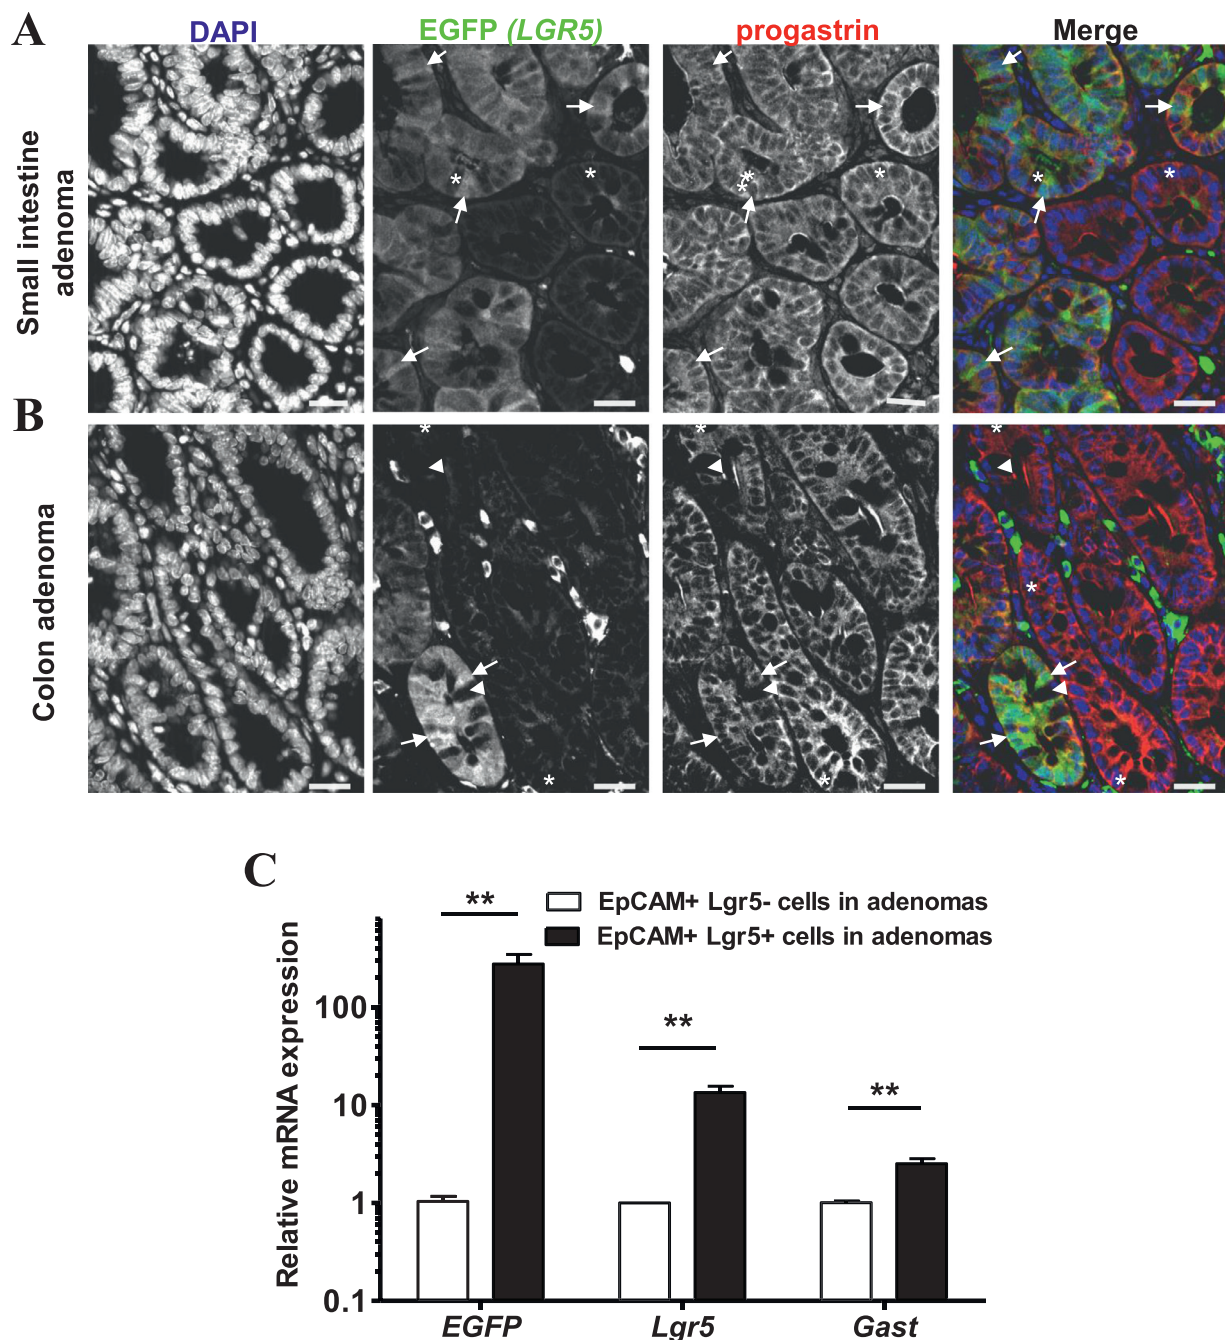 A
DAPI
EGFP (LGR5)
progastrin
Merge
Small intestine
adenoma
* * ** * * *
B
Colon adenoma
* * * * * * *
C
EpCAM+ Lgr5- cells in adenomas
EpCAM+ Lgr5+ cells in adenomas
** ** **
Relative mRNA expression
100
10
1
0.1
EGFP
Lgr5
Gast